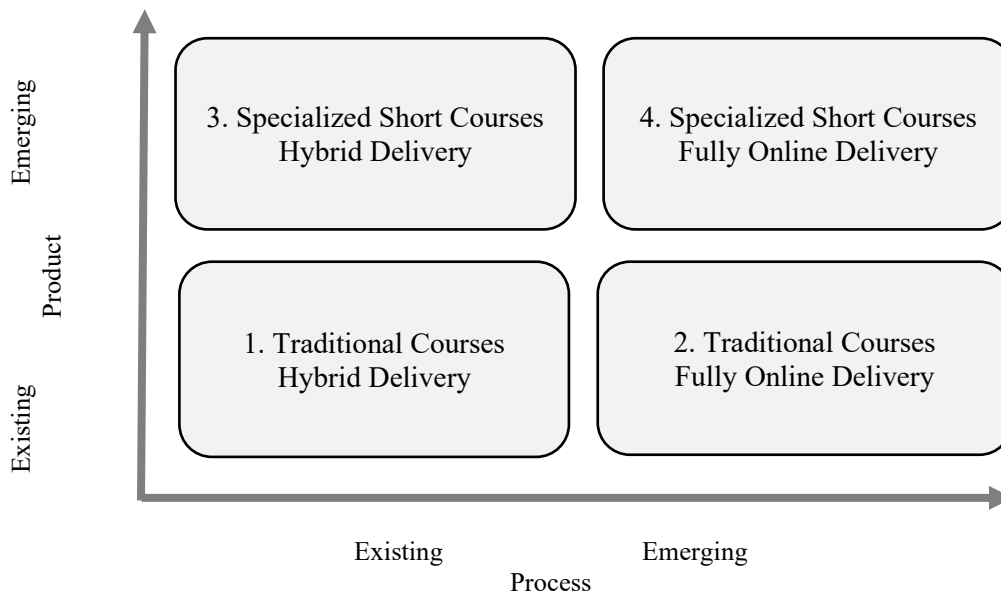 Emerging
3. Specialized Short Courses
Hybrid Delivery
4. Specialized Short Courses
Fully Online Delivery
Product
Existing
1. Traditional Courses
Hybrid Delivery
2. Traditional Courses
Fully Online Delivery
Existing
Emerging
Process